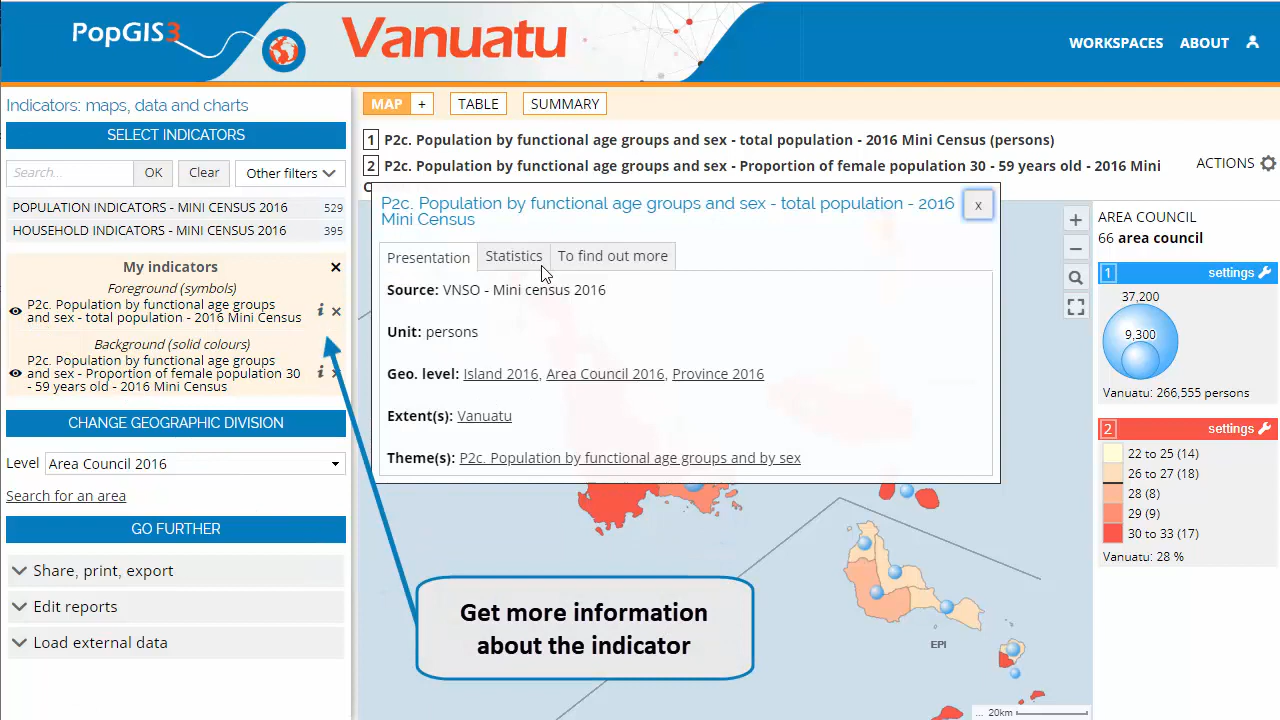 PopGIS3
Vanuatu
WORKSPACES ABOUT
Indicators: maps, data and charts
SELECT INDICATORS
Search... OK Clear Other filters
POPULATION INDICATORS - MINI CENSUS 2016 529
HOUSEHOLD INDICATORS - MINI CENSUS 2016 395
My indicators ×
Foreground (symbols)
P2c. Population by functional age groups
and sex - total population - 2016 Mini Census i ×
Background (solid colours)
P2c. Population by functional age groups
and sex - Proportion of female population 30 i ×
- 59 years old - 2016 Mini Census
CHANGE GEOGRAPHIC DIVISION
Level Area Council 2016
Search for an area
GO FURTHER
Share, print, export
Edit reports
Load external data
MAP + TABLE SUMMARY
1 P2c. Population by functional age groups and sex - total population - 2016 Mini Census (persons)
2 P2c. Population by functional age groups and sex - Proportion of female population 30 - 59 years old - 2016 Mini
ACTIONS
P2c. Population by functional age groups and sex - total population - 2016
Mini Census
x
Presentation Statistics To find out more
Source: VNSO - Mini census 2016
Unit: persons
Geo. level: Island 2016, Area Council 2016, Province 2016
Extent(s): Vanuatu
Theme(s): P2c. Population by functional age groups and by sex
+
−
AREA COUNCIL
66 area council
1 settings
37,200
9,300
Vanuatu: 266,555 persons
2 settings
22 to 25 (14)
26 to 27 (18)
28 (8)
29 (9)
30 to 33 (17)
Vanuatu: 28 %
Get more information
about the indicator
EPI
... 20km